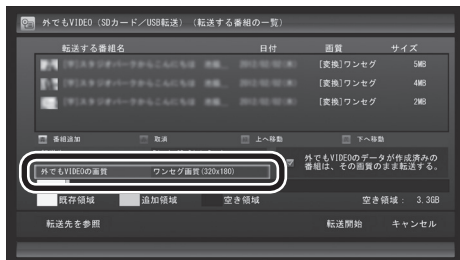 外でもVIDEO (SDカード/USB転送) (転送する番組の一覧)
転送する番組名 日付 画質 サイズ
[変換]ワンセグ 5MB
[変換]ワンセグ 4MB
[変換]ワンセグ 2MB
番組追加 取消 上へ移動 下へ移動
外でもVIDEOの画質 ワンセグ画質(320x180)
外でもVIDEOのデータが作成済みの
番組は、その画質のまま転送する。
既存領域 追加領域 空き領域 空き領域: 3.3GB
転送先を参照 転送開始 キャンセル